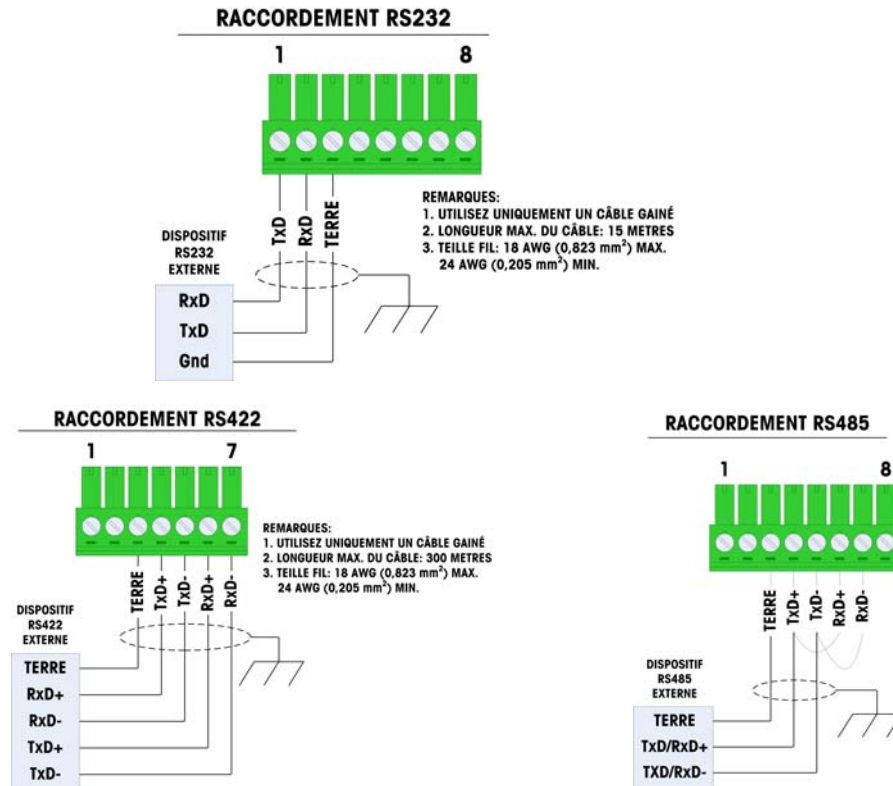 RACCORDEMENT RS232
1 8
TxD
RxD
TERRE
REMARQUES:
1. UTILISEZ UNIQUEMENT UN CÂBLE GAINÉ
2. LONGUEUR MAX. DU CÂBLE: 15 METRES
3. TEILLE FIL: 18 AWG (0,823 mm²) MAX.
24 AWG (0,205 mm²) MIN.
DISPOSITIF
RS232
EXTERNE
RxD
TxD
Gnd
RACCORDEMENT RS422
1 7
TERRE
TxD+
TxD-
RxD+
RxD-
REMARQUES:
1. UTILISEZ UNIQUEMENT UN CÂBLE GAINÉ
2. LONGUEUR MAX. DU CÂBLE: 300 METRES
3. TEILLE FIL: 18 AWG (0,823 mm²) MAX.
24 AWG (0,205 mm²) MIN.
DISPOSITIF
RS422
EXTERNE
TERRE
RxD+
RxD-
TxD+
TxD-
RACCORDEMENT RS485
1 8
TERRE
TxD+
TxD-
RxD+
RxD-
DISPOSITIF
RS485
EXTERNE
TERRE
TxD/RxD+
TXD/RxD-